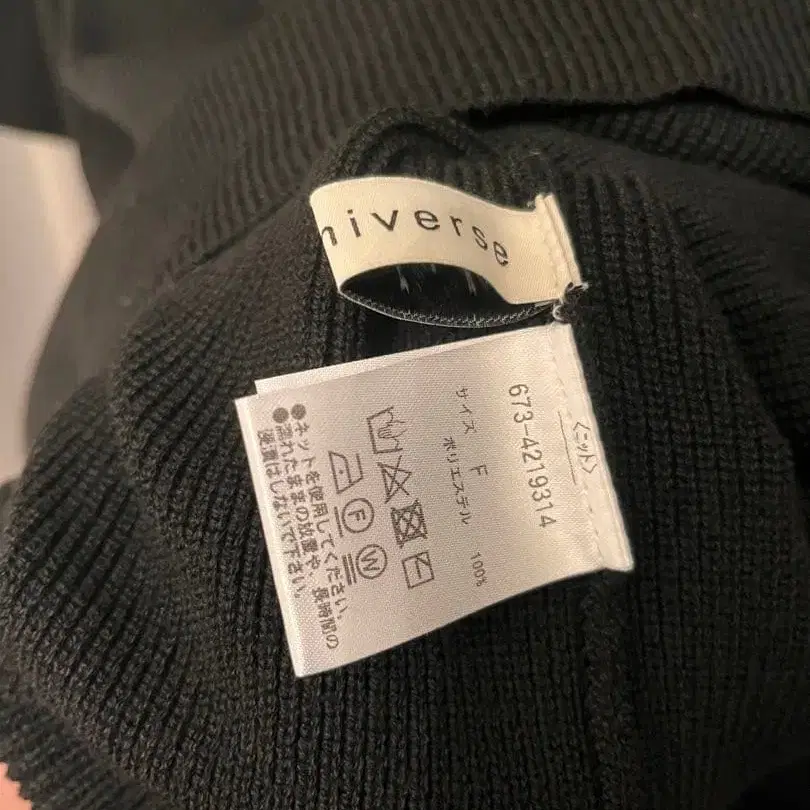 niverse
<ニット>
673-4219314
サイズ F
ポリエステル 100%
F
W
●ネットを使用してください。
●濡れたままの放置や、長時間の
浸漬はしないで下さい。